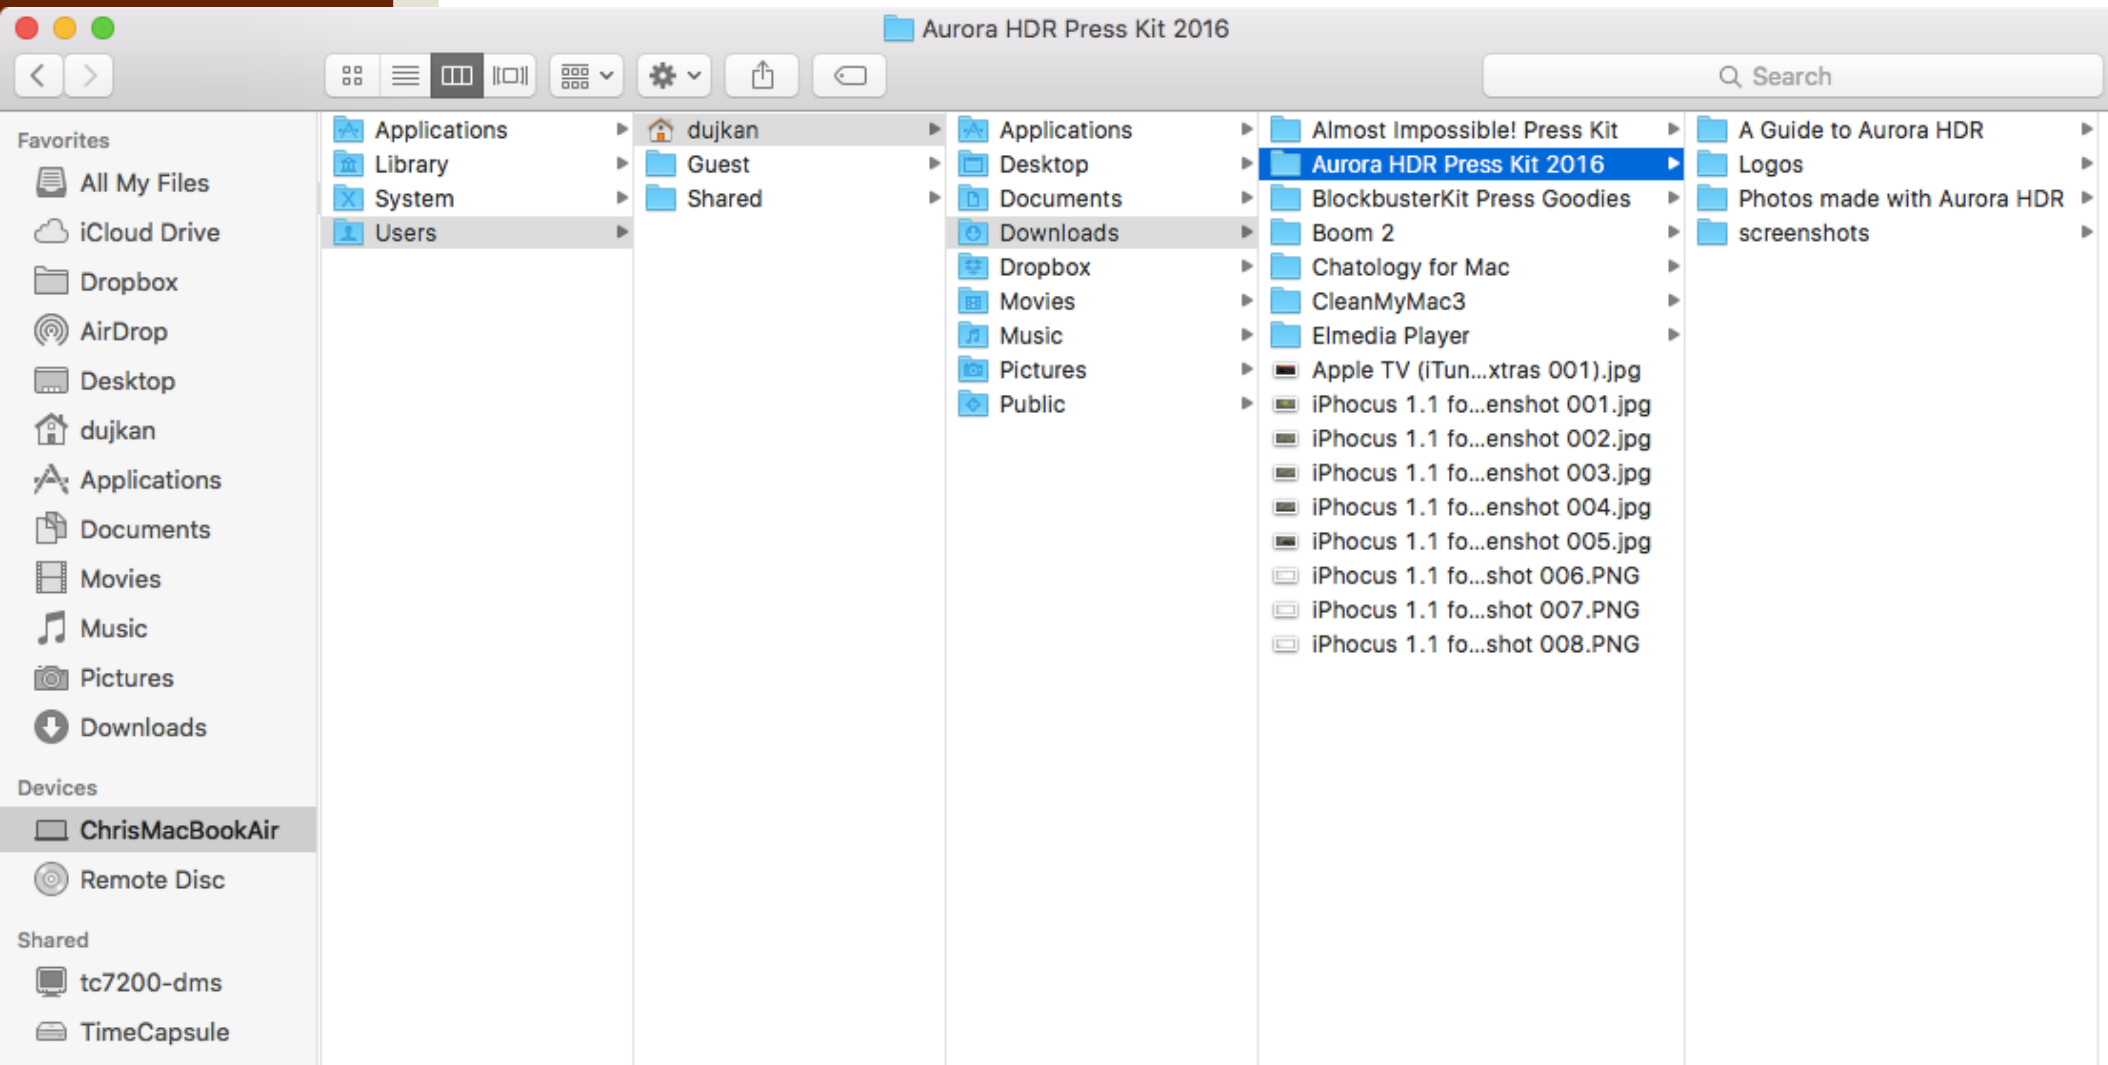 Aurora HDR Press Kit 2016
Search
Favorites
All My Files
iCloud Drive
Dropbox
AirDrop
Desktop
dujkan
Applications
Documents
Movies
Music
Pictures
Downloads
Devices
ChrisMacBookAir
Remote Disc
Shared
tc7200-dms
TimeCapsule
Applications
Library
System
Users
dujkan
Guest
Shared
Applications
Desktop
Documents
Downloads
Dropbox
Movies
Music
Pictures
Public
Almost Impossible! Press Kit
Aurora HDR Press Kit 2016
BlockbusterKit Press Goodies
Boom 2
Chatology for Mac
CleanMyMac3
Elmedia Player
Apple TV (iTun...xtras 001).jpg
iPhocus 1.1 fo...enshot 001.jpg
iPhocus 1.1 fo...enshot 002.jpg
iPhocus 1.1 fo...enshot 003.jpg
iPhocus 1.1 fo...enshot 004.jpg
iPhocus 1.1 fo...enshot 005.jpg
iPhocus 1.1 fo...shot 006.PNG
iPhocus 1.1 fo...shot 007.PNG
iPhocus 1.1 fo...shot 008.PNG
A Guide to Aurora HDR
Logos
Photos made with Aurora HDR
screenshots